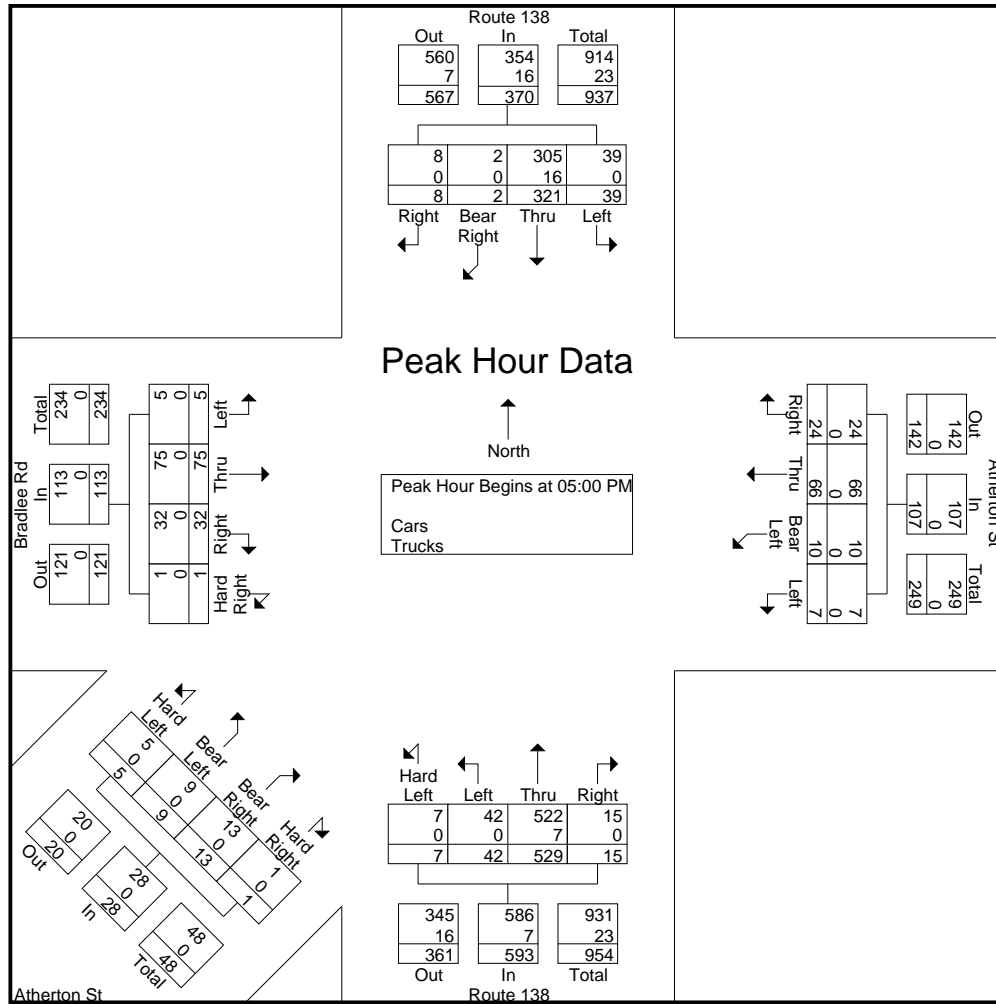 Route 138
Out In Total
560 354 914
7 16 23
567 370 937
8 2 305 39
0 0 16 0
8 2 321 39
Right Bear Right Thru Left
Peak Hour Data
North
Peak Hour Begins at 05:00 PM
Cars
Trucks
Bradlee Rd
Out In Total
121 113 234
0 0 0
121 113 234
1 32 75 5
0 0 0 0
1 32 75 5
Hard Right Right Thru Left
Atherton St
Out In Total
142 107 249
0 0 0
142 107 249
24 66 10 7
0 0 0 0
24 66 10 7
Right Thru Bear Left Left
Hard Left Bear Left Bear Right Hard Right
5 9 13 1
0 0 0 0
5 9 13 1
20 28 48
0 0 0
20 28 48
Out In Total
Atherton St
Hard Left Left Thru Right
7 42 522 15
0 0 7 0
7 42 529 15
345 586 931
16 7 23
361 593 954
Out In Total
Route 138